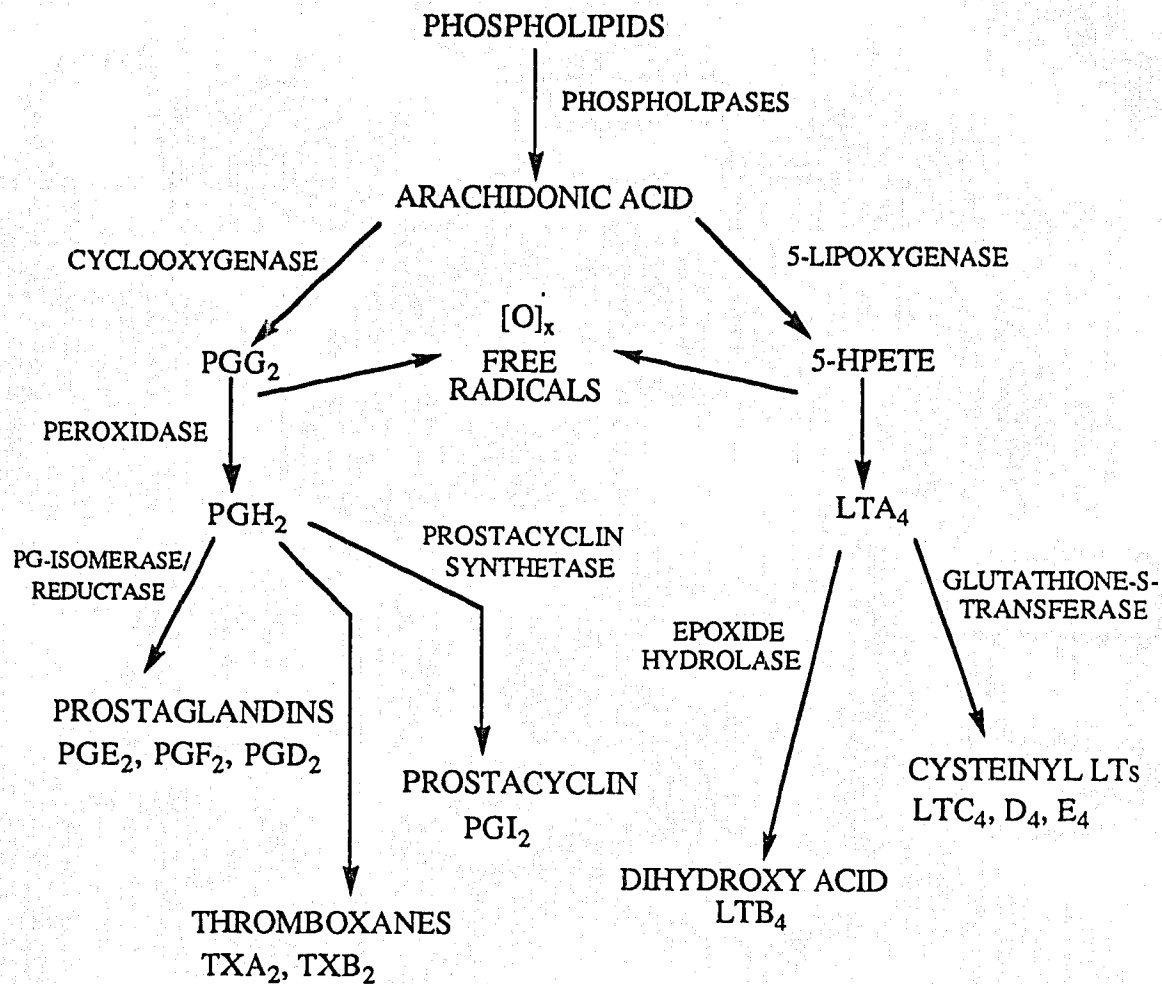 PHOSPHOLIPIDS
PHOSPHOLIPASES
ARACHIDONIC ACID
CYCLOOXYGENASE
5-LIPOXYGENASE
[O]ẋ
FREE
RADICALS
PGG₂
5-HPETE
PEROXIDASE
PGH₂
LTA₄
PG-ISOMERASE/
REDUCTASE
PROSTACYCLIN
SYNTHETASE
EPOXIDE
HYDROLASE
GLUTATHIONE-S-
TRANSFERASE
PROSTAGLANDINS
PGE₂, PGF₂, PGD₂
PROSTACYCLIN
PGI₂
CYSTEINYL LTs
LTC₄, D₄, E₄
DIHYDROXY ACID
LTB₄
THROMBOXANES
TXA₂, TXB₂